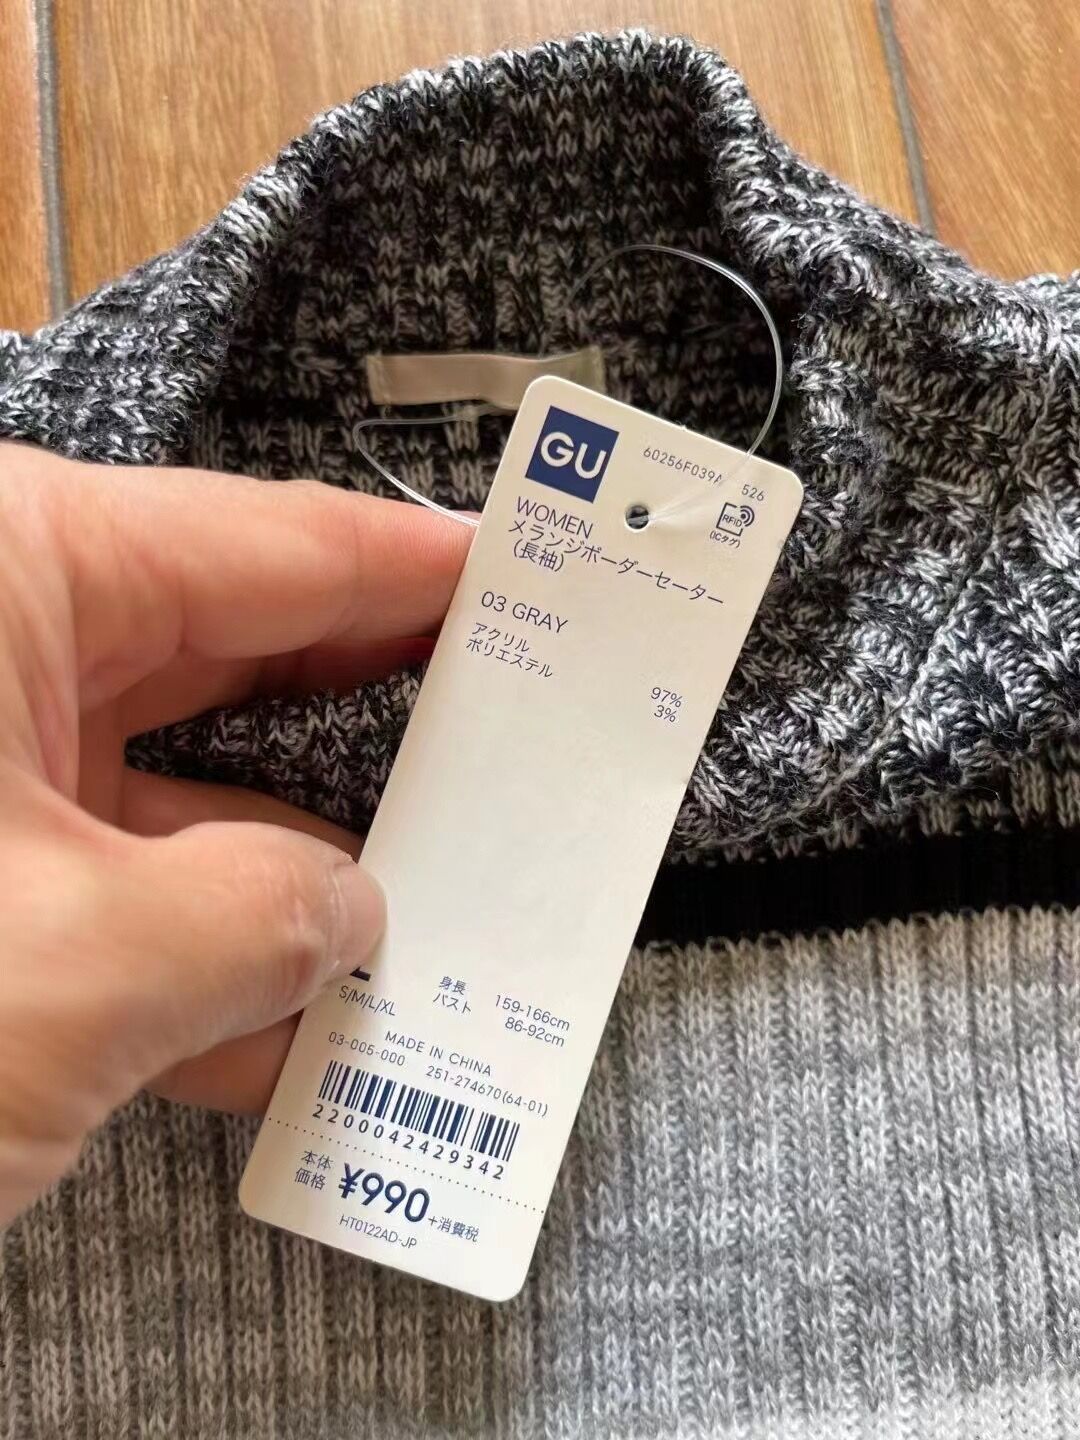 GU
60256F039A 526
RFID
(ICタグ)
WOMEN
メランジボーダーセーター
(長袖)
03 GRAY
アクリル 97%
ポリエステル 3%
S/M/L/XL
身長 159-166cm
バスト 86-92cm
MADE IN CHINA
03-005-000 251-274670(64-01)
2200042429342
本体
価格 ¥990 +消費税
HT0122AD-JP